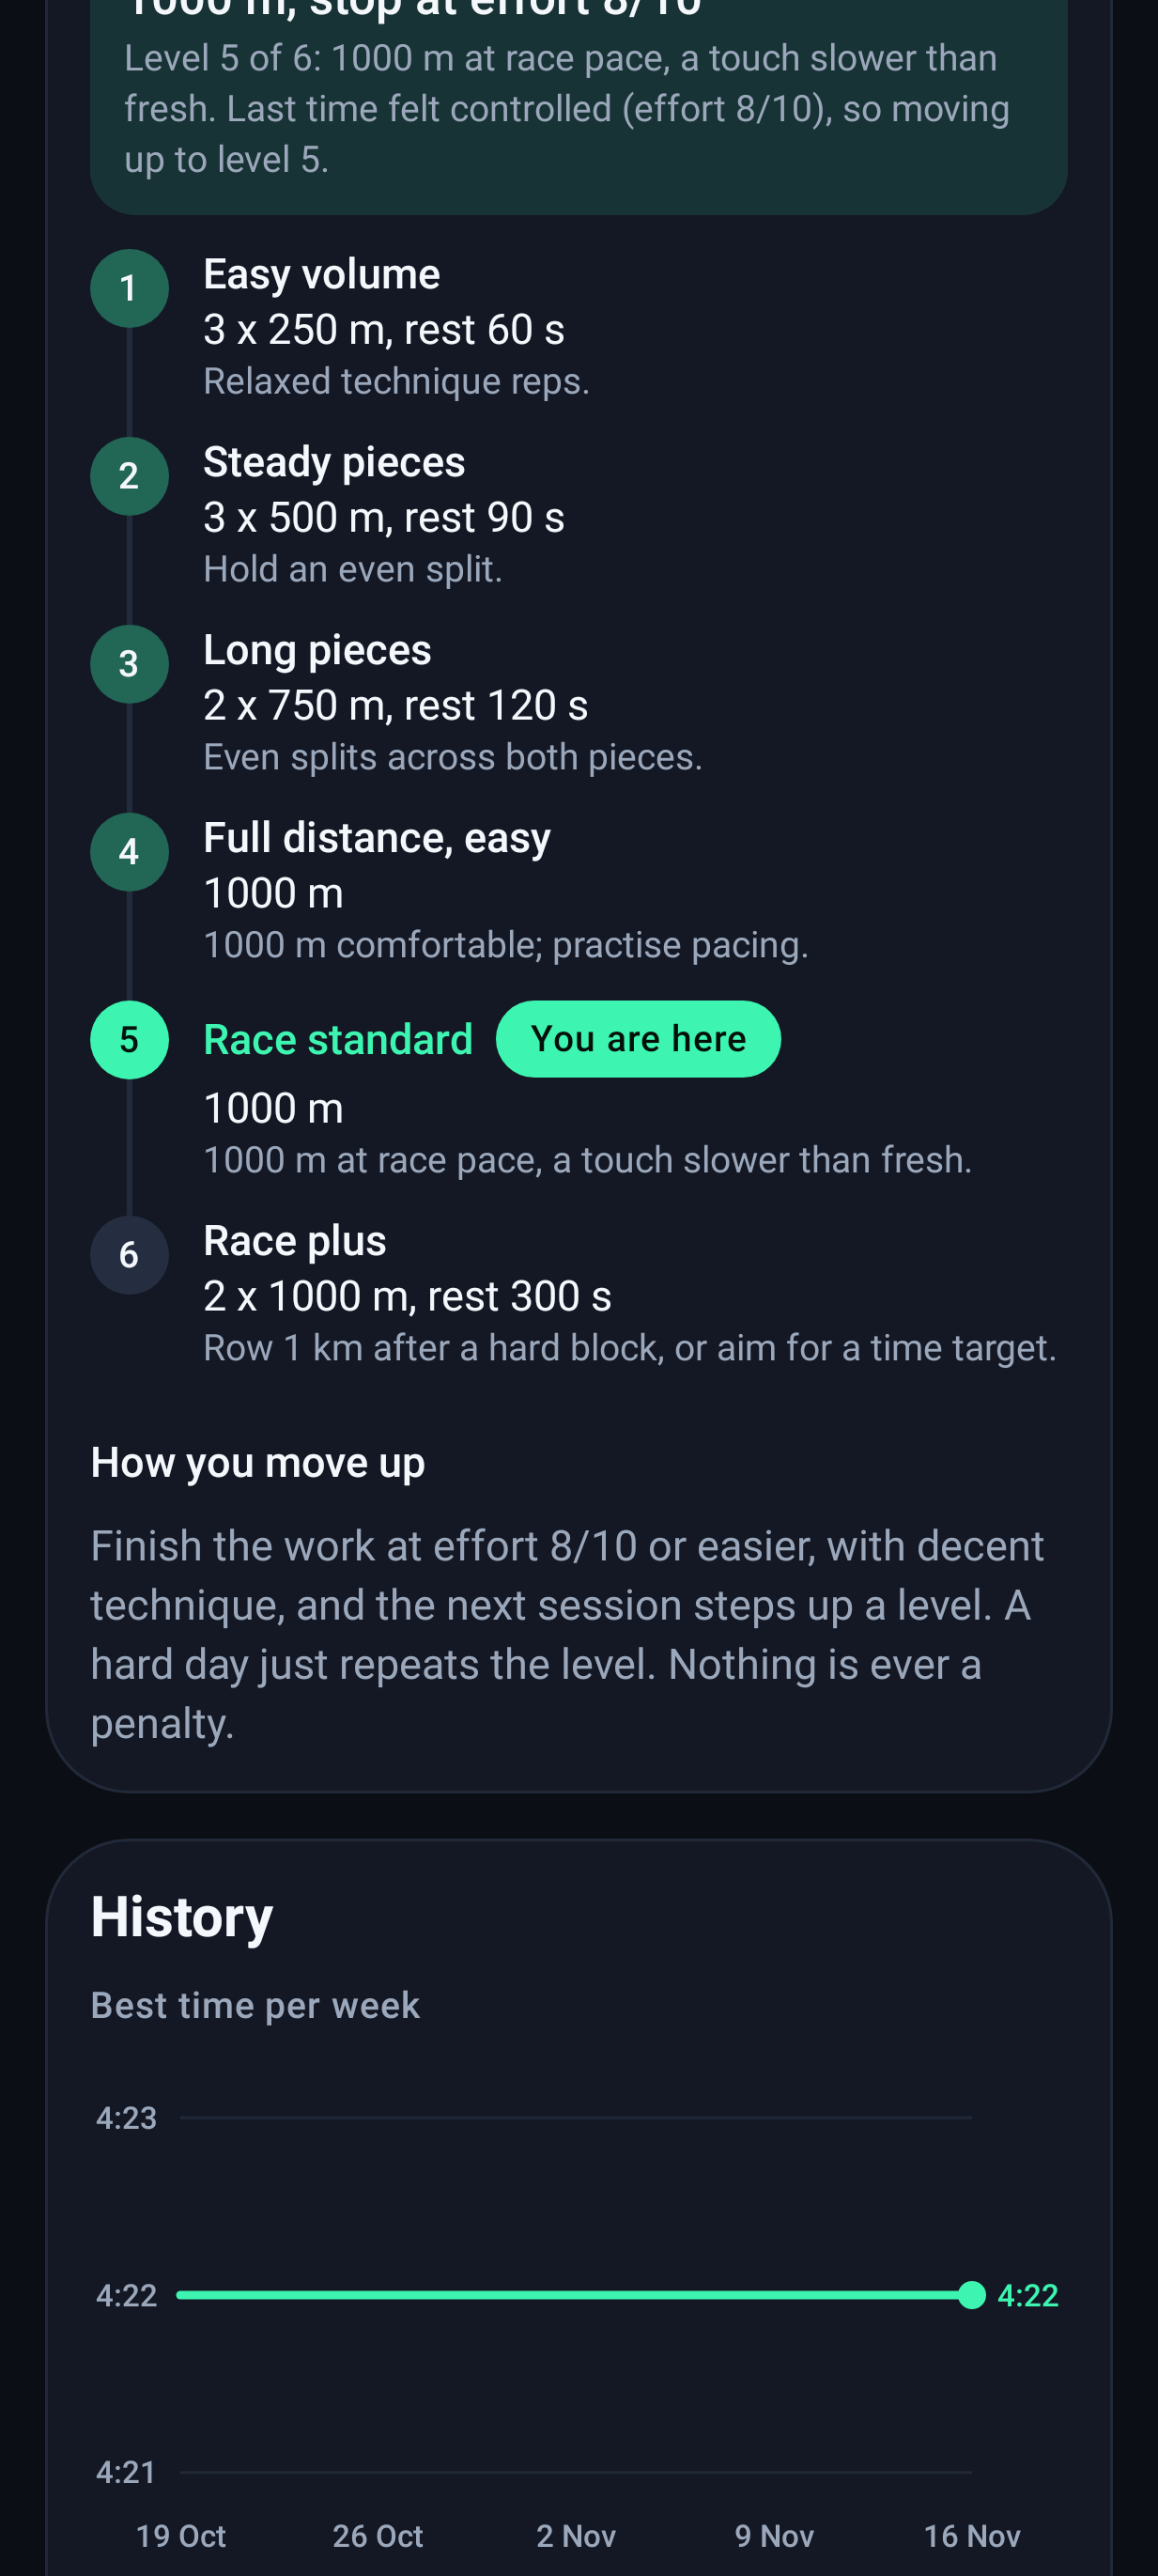 1000 m, stop at effort 8/10
Level 5 of 6: 1000 m at race pace, a touch slower than
fresh. Last time felt controlled (effort 8/10), so moving
up to level 5.
1
Easy volume
3 x 250 m, rest 60 s
Relaxed technique reps.
2
Steady pieces
3 x 500 m, rest 90 s
Hold an even split.
3
Long pieces
2 x 750 m, rest 120 s
Even splits across both pieces.
4
Full distance, easy
1000 m
1000 m comfortable; practise pacing.
5
Race standard You are here
1000 m
1000 m at race pace, a touch slower than fresh.
6
Race plus
2 x 1000 m, rest 300 s
Row 1 km after a hard block, or aim for a time target.
How you move up
Finish the work at effort 8/10 or easier, with decent
technique, and the next session steps up a level. A
hard day just repeats the level. Nothing is ever a
penalty.
History
Best time per week
4:23
4:22 4:22
4:21
19 Oct 26 Oct 2 Nov 9 Nov 16 Nov